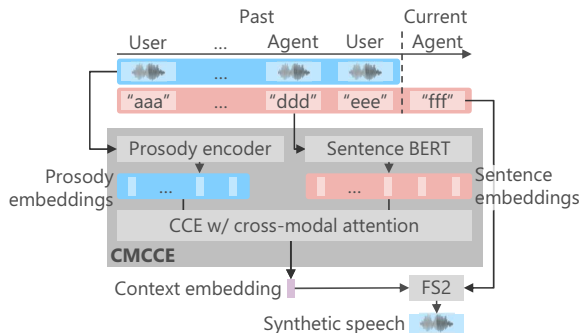 Past Current
User ... Agent User Agent
...
“aaa” ... “ddd” “eee” “fff”
Prosody encoder Sentence BERT
Prosody embeddings ... ... Sentence embeddings
CCE w/ cross-modal attention
CMCCE
Context embedding FS2
Synthetic speech